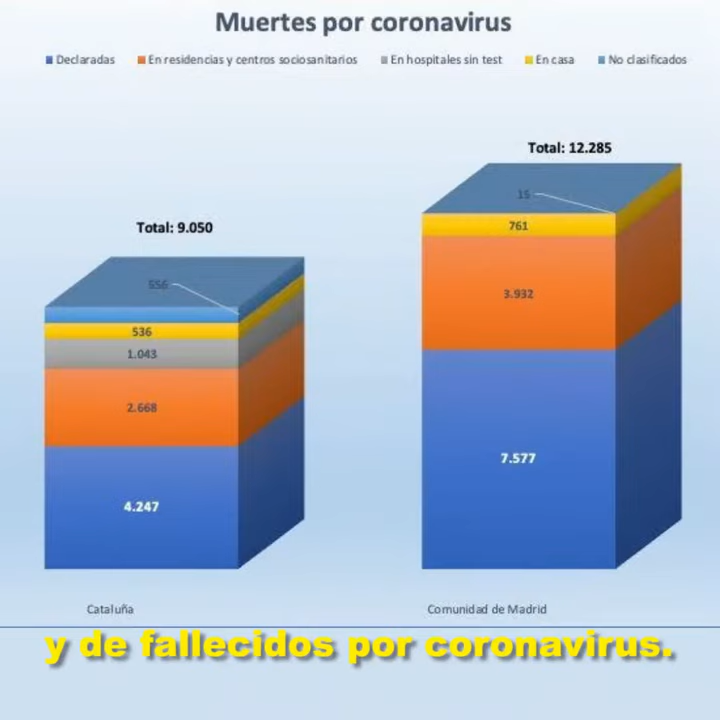 Muertes por coronavirus
Declaradas En residencias y centros sociosanitarios En hospitales sin test En casa No clasificados
Total: 12.285
15
Total: 9.050
761
556
3.932
536
1.043
2.668
7.577
4.247
Cataluña Comunidad de Madrid
y de fallecidos por coronavirus.